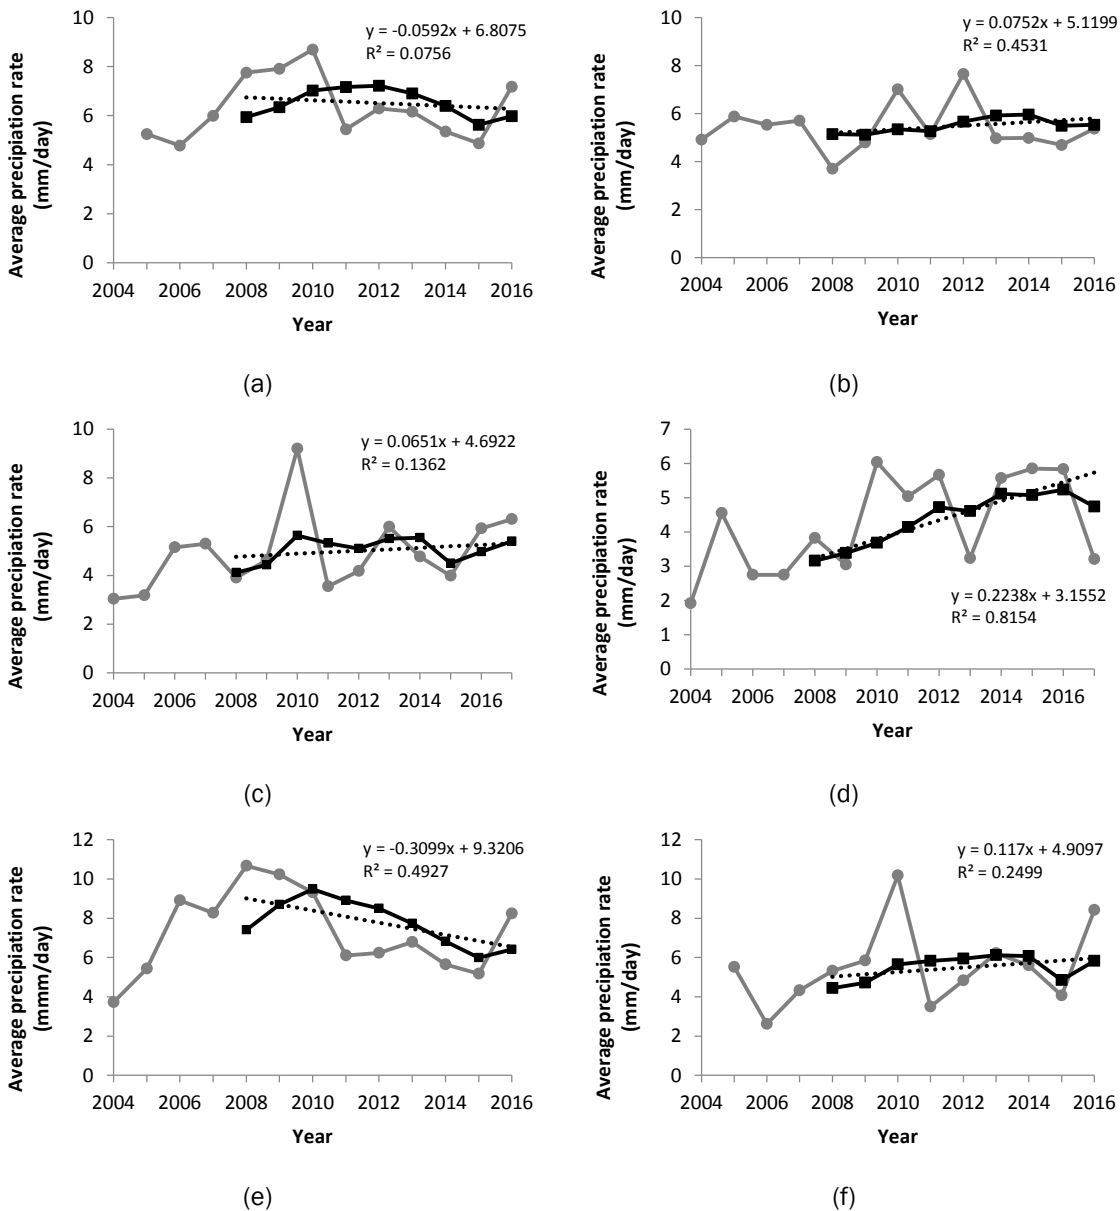 y = -0.0592x + 6.8075
R² = 0.0756
Average precipiation rate
(mm/day)
10
8
6
4
2
0
2004 2006 2008 2010 2012 2014 2016
Year
(a)
y = 0.0752x + 5.1199
R² = 0.4531
Average precipiation rate
(mm/day)
10
8
6
4
2
0
2004 2006 2008 2010 2012 2014 2016
Year
(b)
y = 0.0651x + 4.6922
R² = 0.1362
Average precipitation rate
(mm/day)
10
8
6
4
2
0
2004 2006 2008 2010 2012 2014 2016
Year
(c)
y = 0.2238x + 3.1552
R² = 0.8154
Average precipitation rate
(mm/day)
7
6
5
4
3
2
1
0
2004 2006 2008 2010 2012 2014 2016
Year
(d)
y = -0.3099x + 9.3206
R² = 0.4927
Average precipiation rate
(mmm/day)
12
10
8
6
4
2
0
2004 2006 2008 2010 2012 2014 2016
Year
(e)
y = 0.117x + 4.9097
R² = 0.2499
Average precipiation rate
(mm/day)
12
10
8
6
4
2
0
2004 2006 2008 2010 2012 2014 2016
Year
(f)